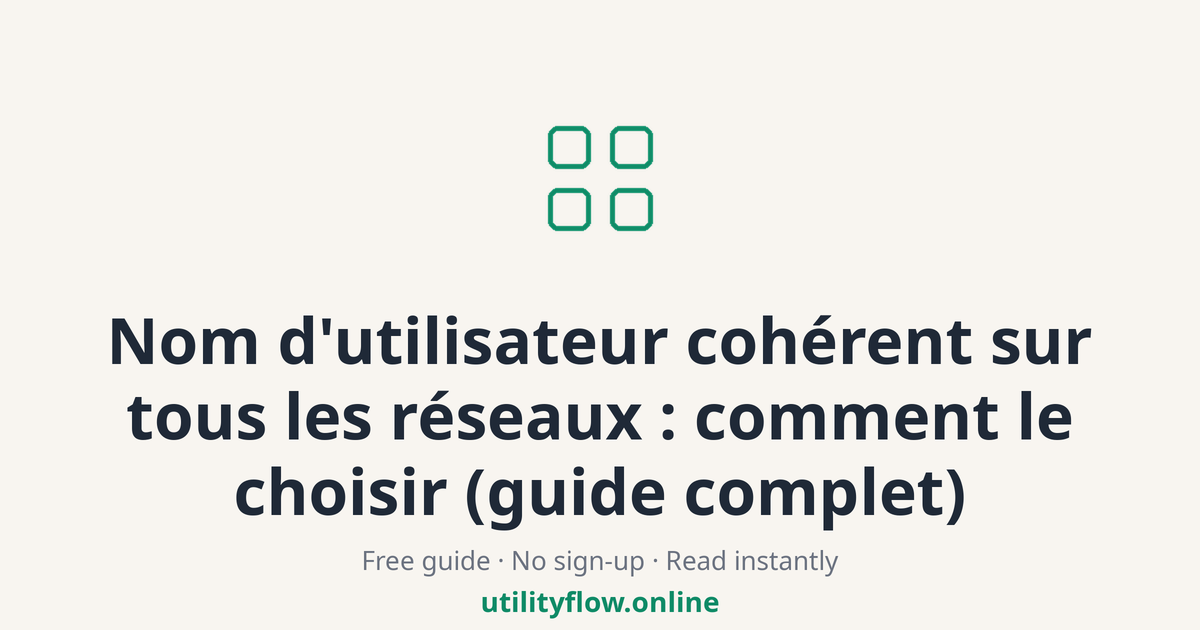 Nom d'utilisateur cohérent sur
tous les réseaux : comment le
choisir (guide complet)
Free guide · No sign-up · Read instantly
utilityflow.online